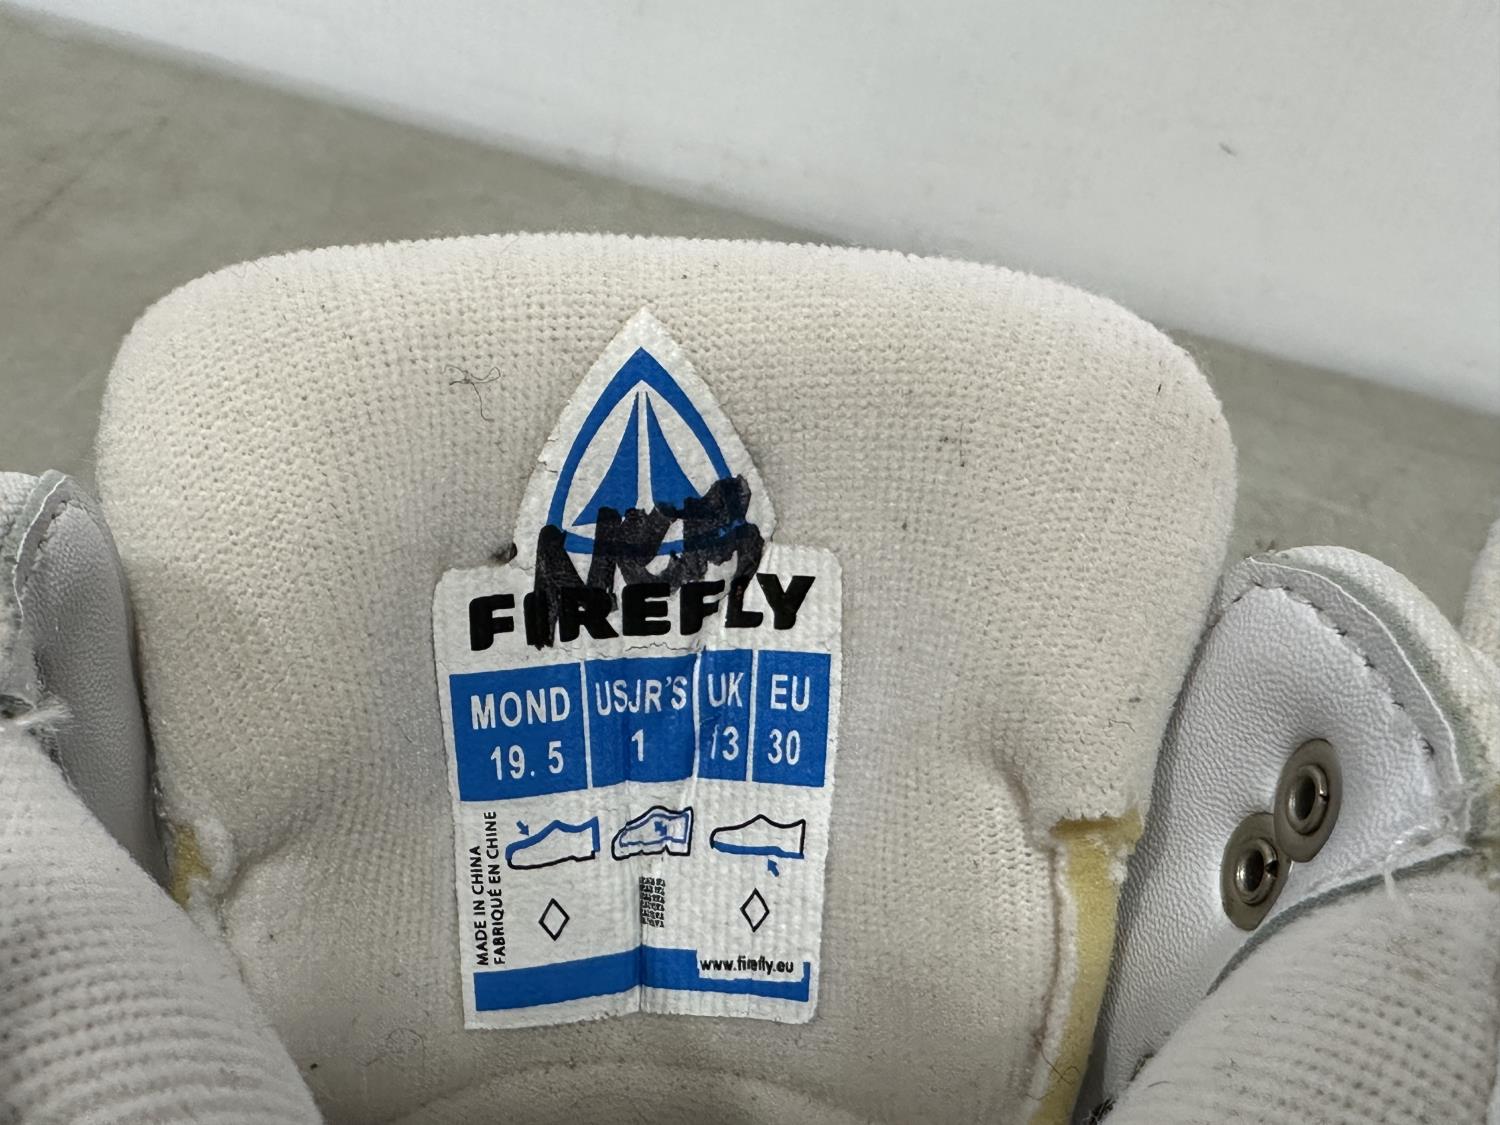 FIREFLY
MOND USJR'S UK EU
19.5 1 13 30
MADE IN CHINA
FABRIQUÉ EN CHINE
www.firefly.eu